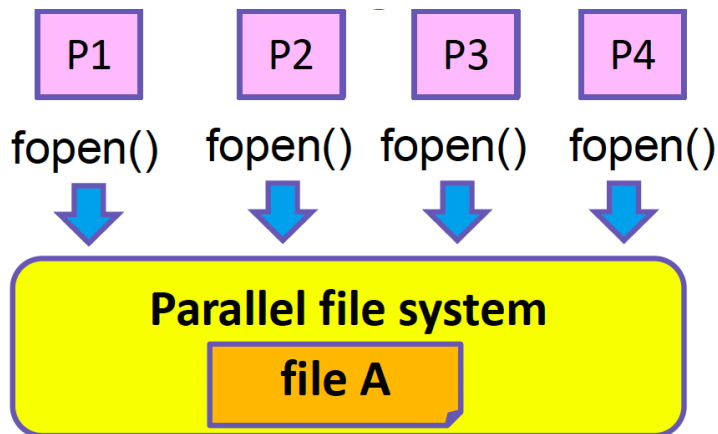 P1 P2 P3 P4
fopen() fopen() fopen() fopen()
Parallel file system
file A